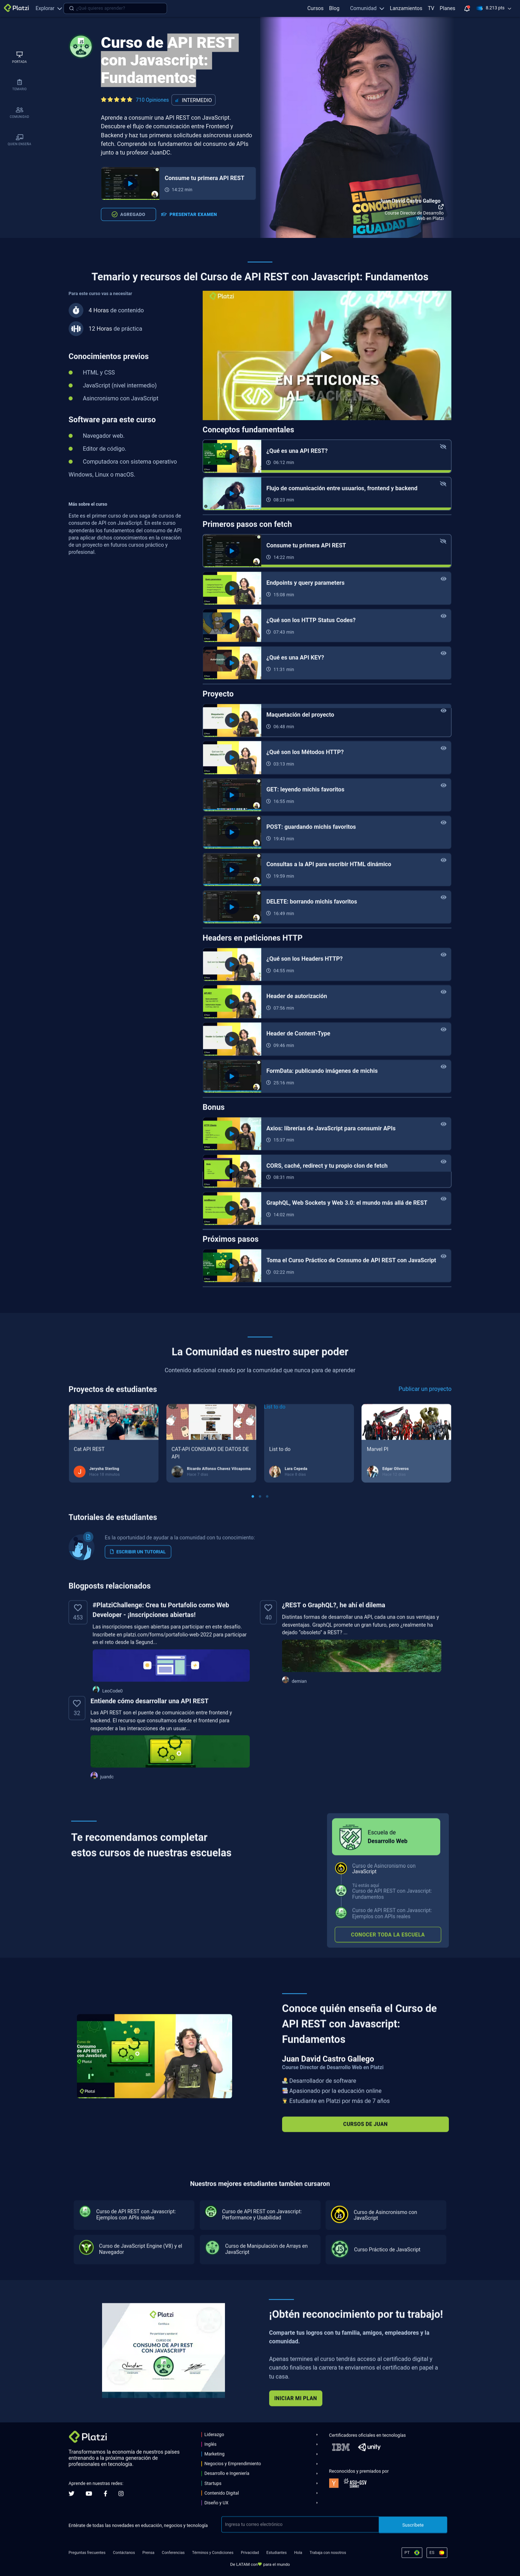 Platzi
Explorar
¿Qué quieres aprender?
Cursos
Blog
Comunidad
Lanzamientos
TV
Planes
8.213 pts
PORTADA
TEMARIO
COMUNIDAD
QUIEN ENSEÑA
Curso de API REST
con Javascript:
Fundamentos
710 Opiniones
INTERMEDIO
Aprende a consumir una API REST con JavaScript.
Descubre el flujo de comunicación entre Frontend y
Backend y haz tus primeras solicitudes asíncronas usando
fetch. Comprende los fundamentos del consumo de APIs
junto a tu profesor JuanDC.
Consume tu primera API REST
14:22 min
AGREGADO
PRESENTAR EXAMEN
Juan David Castro Gallego
Course Director de Desarrollo
Web en Platzi
Temario y recursos del Curso de API REST con Javascript: Fundamentos
Para este curso vas a necesitar
4 Horas de contenido
12 Horas de práctica
Conocimientos previos
HTML y CSS
JavaScript (nivel intermedio)
Asincronismo con JavaScript
Software para este curso
Navegador web.
Editor de código.
Computadora con sistema operativo
Windows, Linux o macOS.
Más sobre el curso
Este es el primer curso de una saga de cursos de
consumo de API con JavaScript. En este curso
aprenderás los fundamentos del consumo de API
para aplicar dichos conocimientos en la creación
de un proyecto en futuros cursos práctico y
profesional.
Platzi
EN PETICIONES
AL BACKEND
Conceptos fundamentales
¿Qué es una API REST?
06:12 min
Flujo de comunicación entre usuarios, frontend y backend
08:23 min
Primeros pasos con fetch
Consume tu primera API REST
14:22 min
Endpoints y query parameters
15:08 min
¿Qué son los HTTP Status Codes?
07:42 min
¿Qué es una API KEY?
11:31 min
Proyecto
Maquetación del proyecto
06:48 min
¿Qué son los Métodos HTTP?
03:13 min
GET: leyendo michis favoritos
10:55 min
POST: guardando michis favoritos
19:43 min
Consultas a la API para escribir HTML dinámico
19:59 min
DELETE: borrando michis favoritos
10:49 min
Headers en peticiones HTTP
¿Qué son los Headers HTTP?
04:55 min
Header de autorización
07:56 min
Header de Content-Type
09:46 min
FormData: publicando imágenes de michis
25:16 min
Bonus
Axios: librerías de JavaScript para consumir APIs
15:37 min
CORS, caché, redirect y tu propio clon de fetch
08:31 min
GraphQL, Web Sockets y Web 3.0: el mundo más allá de REST
14:02 min
Próximos pasos
Toma el Curso Práctico de Consumo de API REST con JavaScript
02:22 min
La Comunidad es nuestro super poder
Contenido adicional creado por la comunidad que nunca para de aprender
Proyectos de estudiantes
Publicar un proyecto
Cat API REST
Jerysha Sterling
CAT-API CONSUMO DE DATOS DE
API
Ricardo Alfonso Chavez Vilcapoma
List to do
List to do
Lara Cepeda
Marvel PI
Edgar Oliveros
Tutoriales de estudiantes
Es la oportunidad de ayudar a la comunidad con tu conocimiento.
ESCRIBIR UN TUTORIAL
Blogposts relacionados
453
#PlatziChallenge: Crea tu Portafolio como Web
Developer - ¡Inscripciones abiertas!
Las inscripciones siguen abiertas para participar en este desafío.
Inscríbete en platzi.com/forms/portafolio-web-2022 para participar
en el reto desde la Segund...
LeoCode0
40
¿REST o GraphQL?, he ahí el dilema
Distintas formas de desarrollar una API, cada una con sus ventajas y
desventajas. GraphQL promete un gran futuro, pero ¿realmente ha
dejado "obsoleto" a REST? ...
demian
32
Entiende cómo desarrollar una API REST
Las API REST son el puente de comunicación entre frontend y
backend. El recurso que consultamos desde el frontend para
responder a las interacciones de un usuar...
juandc
Te recomendamos completar
estos cursos de nuestras escuelas
Escuela de
Desarrollo Web
Curso de Asincronismo con
JavaScript
Tú estás aquí
Curso de API REST con Javascript:
Fundamentos
Curso de API REST con Javascript:
Ejemplos con APIs reales
CONOCER TODA LA ESCUELA
Curso de
Consumo
de API REST
con JavaScript
Platzi
Platzi
Conoce quién enseña el Curso de
API REST con Javascript:
Fundamentos
Juan David Castro Gallego
Course Director de Desarrollo Web en Platzi
Desarrollador de software
Apasionado por la educación online
Estudiante en Platzi por más de 7 años
CURSOS DE JUAN
Nuestros mejores estudiantes tambien cursaron
Curso de API REST con Javascript:
Ejemplos con APIs reales
Curso de API REST con Javascript:
Performance y Usabilidad
Curso de Asincronismo con
JavaScript
Curso de JavaScript Engine (V8) y el
Navegador
Curso de Manipulación de Arrays en
JavaScript
Curso Práctico de JavaScript
Platzi
CURSO DE
CONSUMO DE API REST
CON JAVASCRIPT
¡Obtén reconocimiento por tu trabajo!
Comparte tus logros con tu familia, amigos, empleadores y la
comunidad.
Apenas termines el curso tendrás acceso al certificado digital y
cuando finalices la carrera te enviaremos el certificado en papel a
tu casa.
INICIAR MI PLAN
Platzi
Transformamos la economía de nuestros países
entrenando a la próxima generación de
profesionales en tecnología.
Aprende en nuestras redes:
Liderazgo
Inglés
Marketing
Negocios y Emprendimiento
Desarrollo e Ingeniería
Startups
Contenido Digital
Diseño y UX
Certificadores oficiales en tecnologías
IBM
unity
Reconocidos y premiados por
Y
ASU+GSV
SUMMIT
Entérate de todas las novedades en educación, negocios y tecnología
Ingresa tu correo electrónico
Suscríbete
Preguntas frecuentes
Contáctanos
Prensa
Conferencias
Términos y Condiciones
Privacidad
Estudiantes
Hola
Trabaja con nosotros
PT
ES
De LATAM con para el mundo